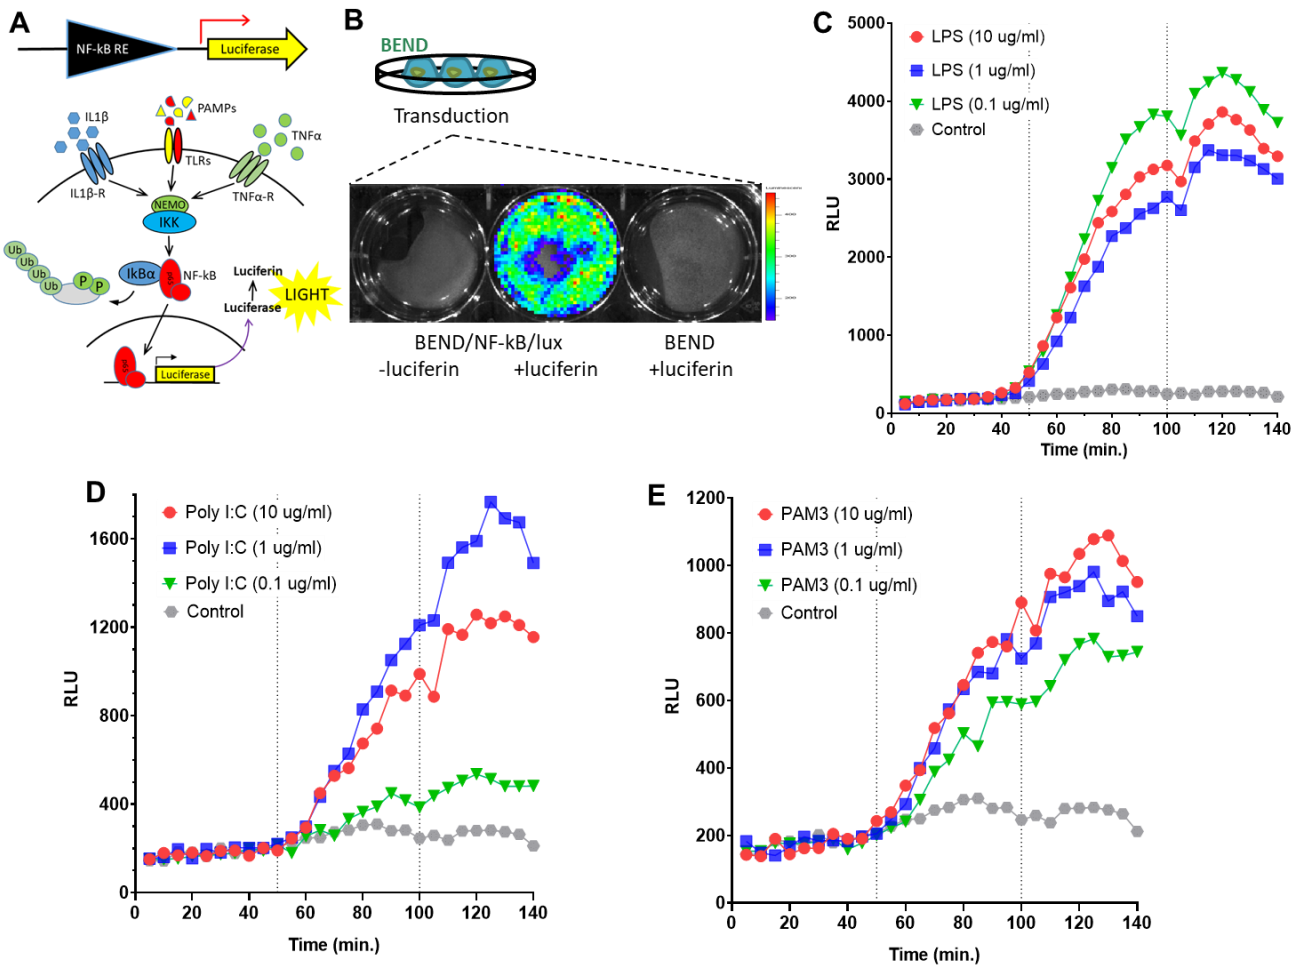 A
NF-kB RE
Luciferase
IL1β
PAMPs
TNFα
TLRs
IL1β-R
TNFα-R
NEMO
IKK
Ub
Ub
Ub
Ub
P
P
IkBα
NF-kB
Luciferin
LIGHT
Luciferase
Luciferase
B
BEND
Transduction
BEND/NF-kB/lux
BEND
-luciferin
+luciferin
+luciferin
C
LPS (10 ug/ml)
LPS (1 ug/ml)
LPS (0.1 ug/ml)
Control
5000
4000
3000
2000
1000
0
RLU
0
20
40
60
80
100
120
140
Time (min.)
D
Poly I:C (10 ug/ml)
Poly I:C (1 ug/ml)
Poly I:C (0.1 ug/ml)
Control
1600
1200
800
400
0
RLU
0
20
40
60
80
100
120
140
Time (min.)
E
PAM3 (10 ug/ml)
PAM3 (1 ug/ml)
PAM3 (0.1 ug/ml)
Control
1200
1000
800
600
400
200
0
RLU
0
20
40
60
80
100
120
140
Time (min.)